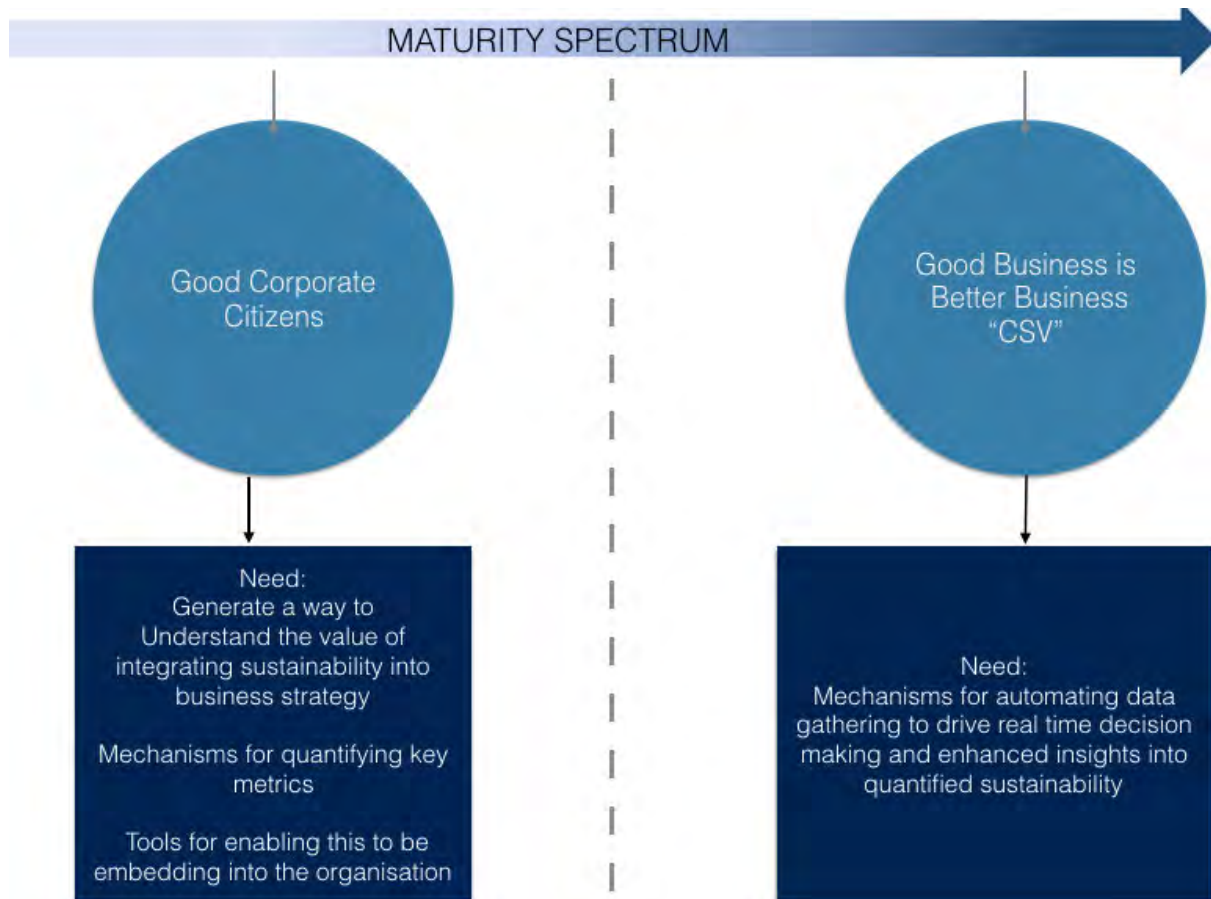 MATURITY SPECTRUM
Good Corporate
Citizens
Good Business is
Better Business
“CSV”
Need:
Generate a way to
Understand the value of
integrating sustainability into
business strategy
Mechanisms for quantifying key
metrics
Tools for enabling this to be
embedding into the organisation
Need:
Mechanisms for automating data
gathering to drive real time decision
making and enhanced insights into
quantified sustainability